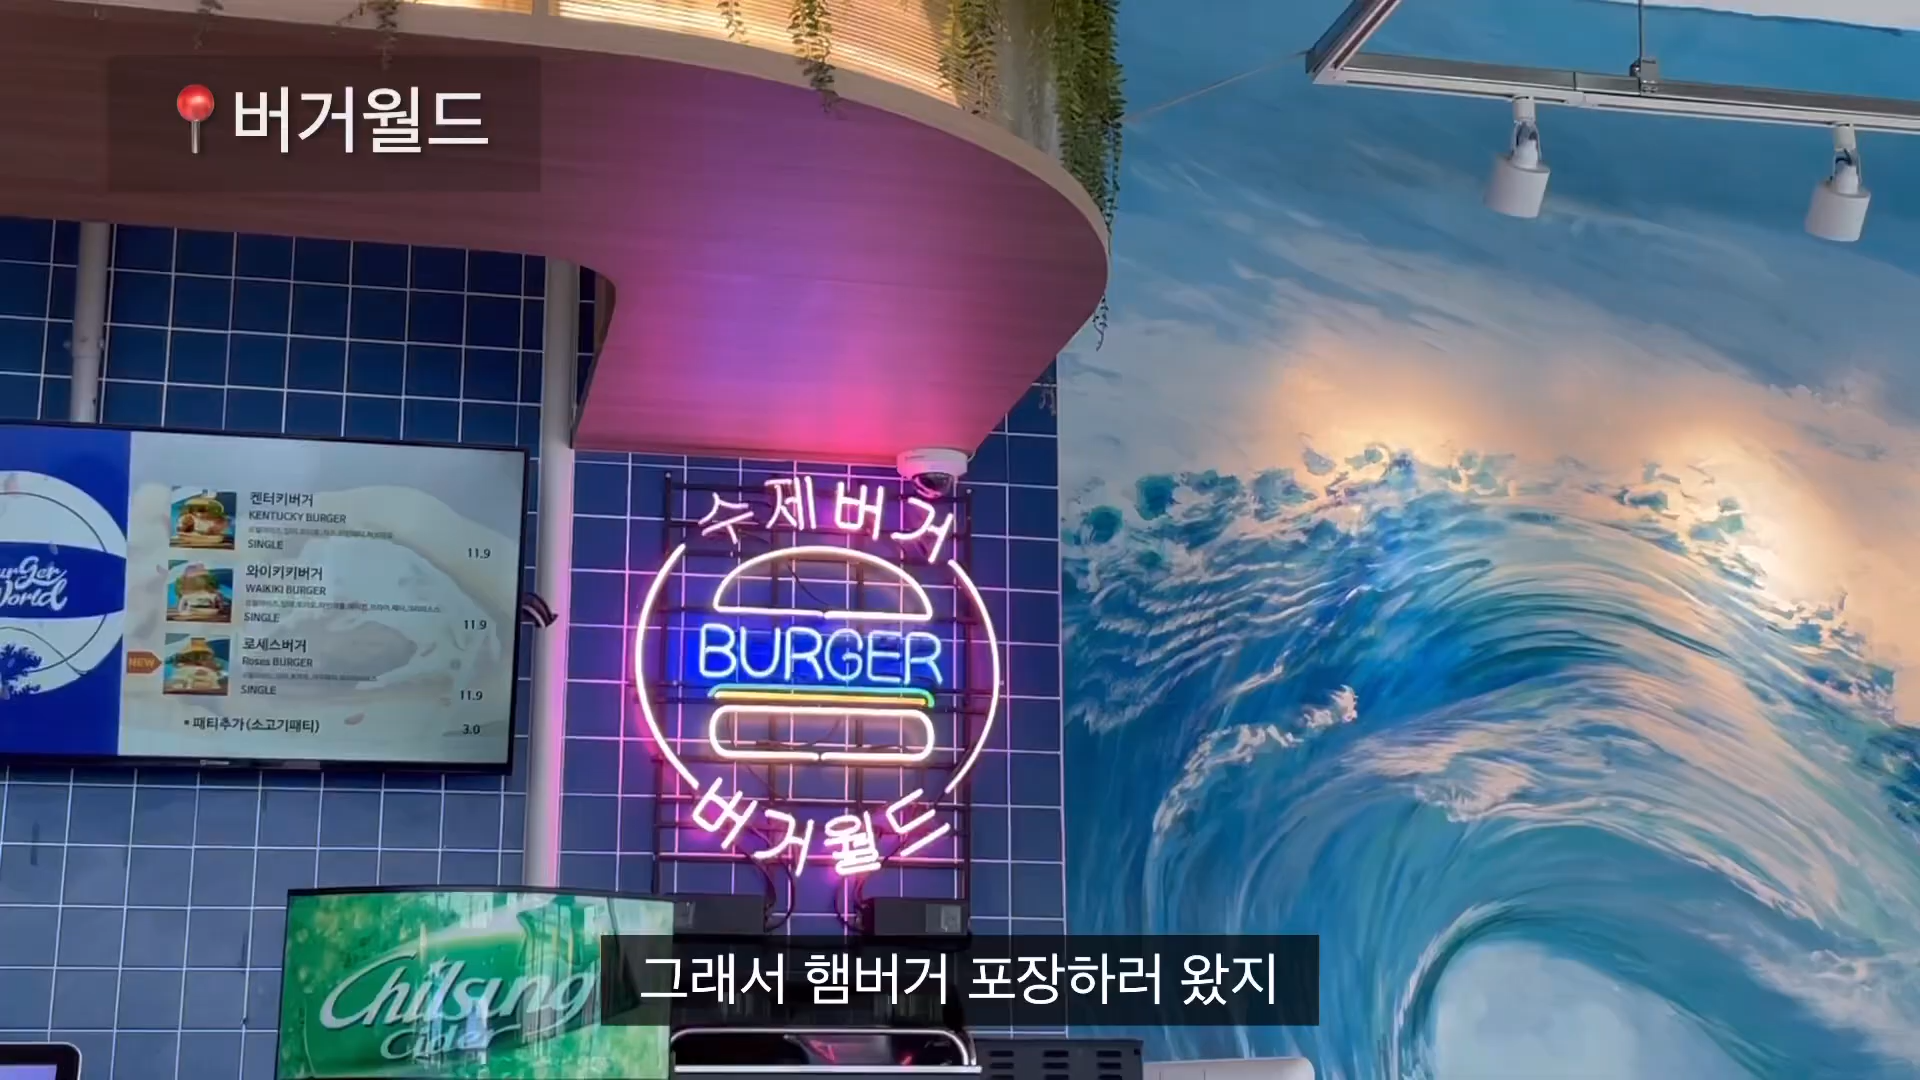 버거월드
켄터키버거
KENTUCKY BURGER
SINGLE
11.9
와이키키버거
WAIKIKI BURGER
SINGLE
11.9
NEW
로세스버거
Roses BURGER
SINGLE
11.9
▪ 패티추가(소고기패티)
3.0
World
수제버거
BURGER
버거월드
Chilsung
Cider
그래서 햄버거 포장하러 왔지